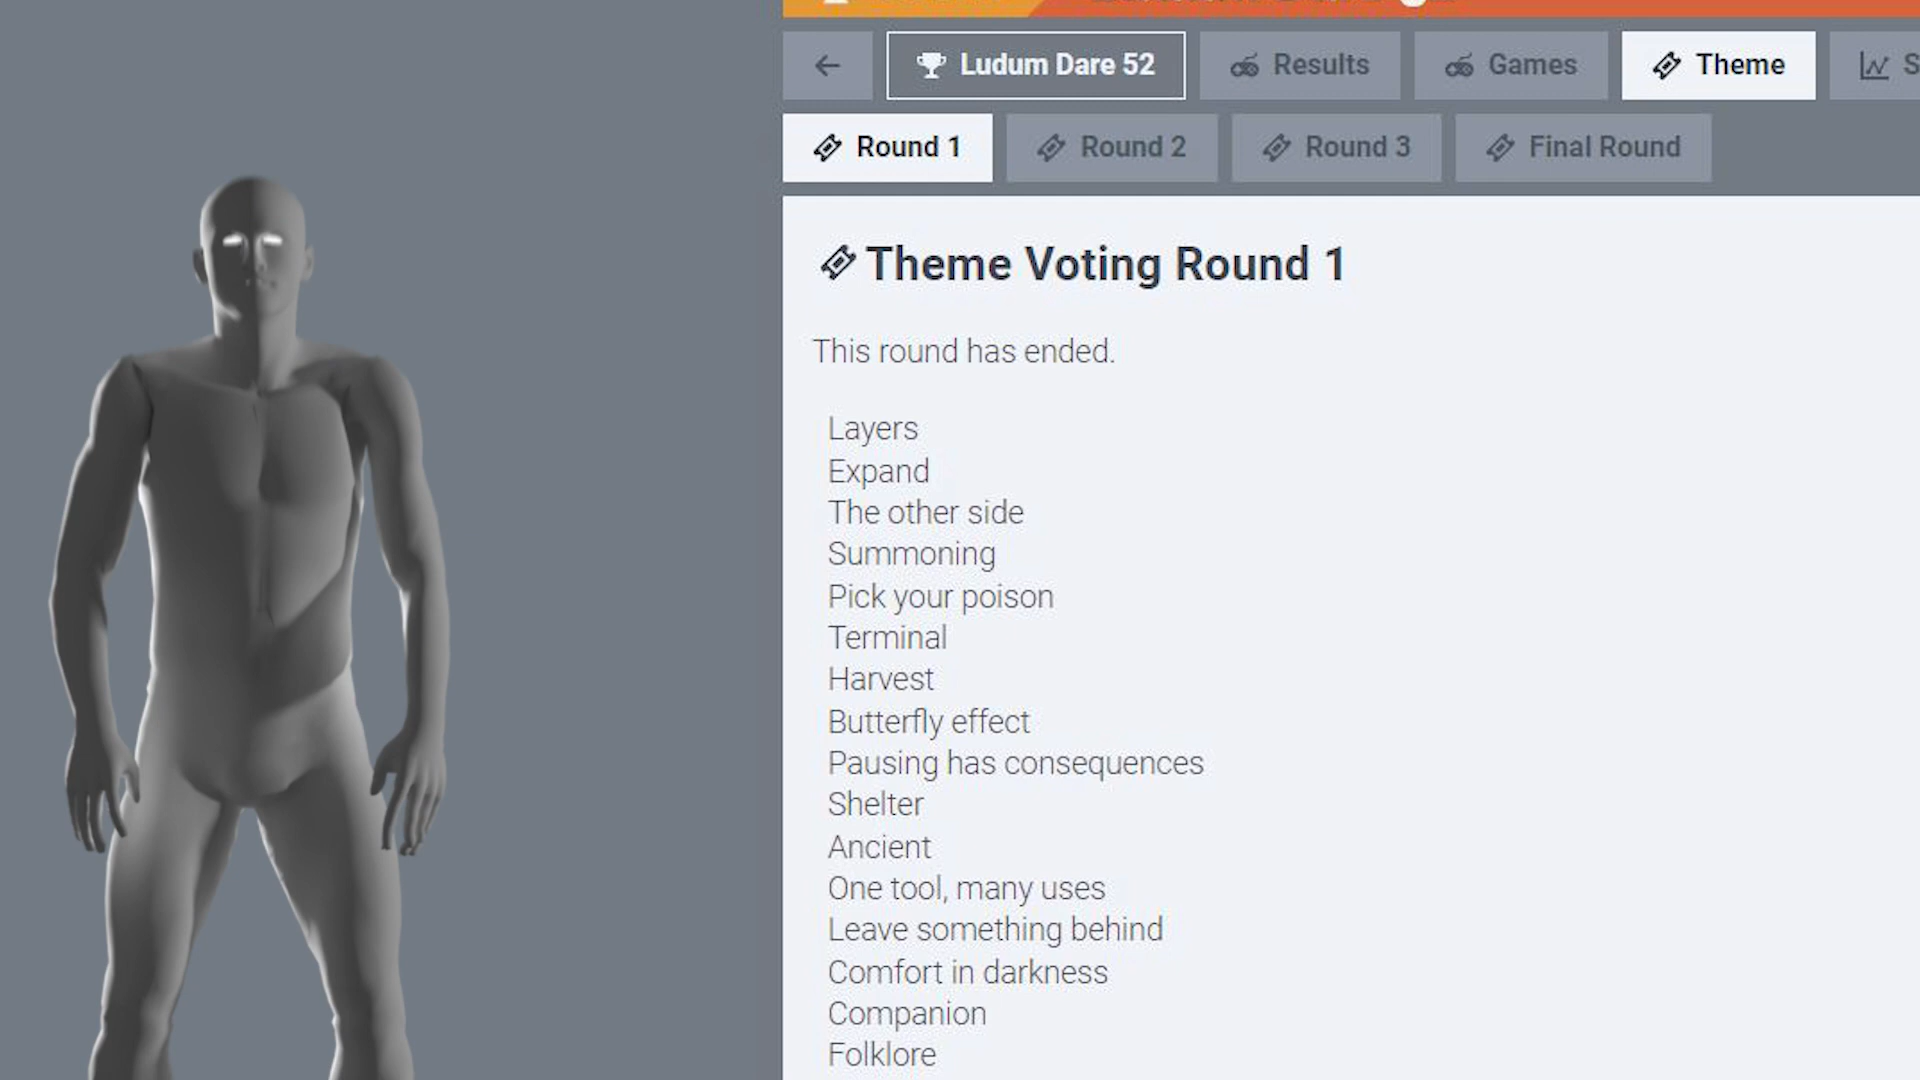 Ludum Dare 52
Results
Games
Theme
Round 1
Round 2
Round 3
Final Round
Theme Voting Round 1
This round has ended.
Layers
Expand
The other side
Summoning
Pick your poison
Terminal
Harvest
Butterfly effect
Pausing has consequences
Shelter
Ancient
One tool, many uses
Leave something behind
Comfort in darkness
Companion
Folklore